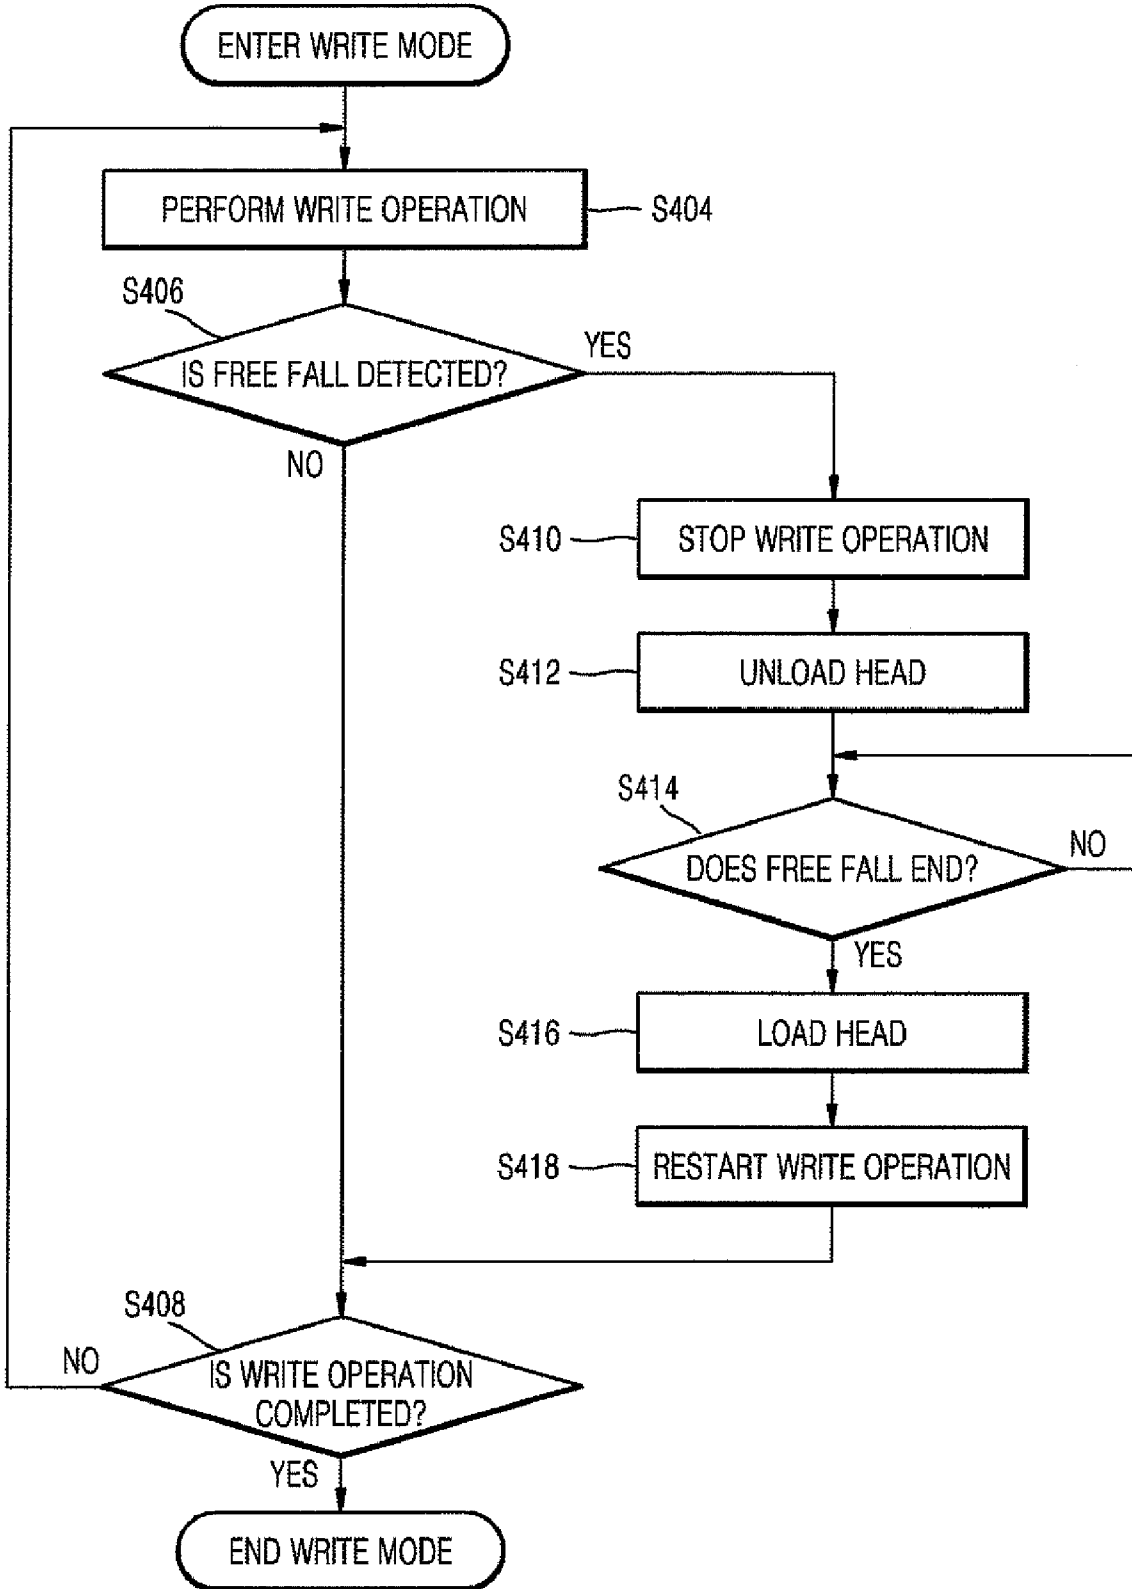 ENTER WRITE MODE
PERFORM WRITE OPERATION
S404
S406
IS FREE FALL DETECTED?
YES
NO
S410
STOP WRITE OPERATION
S412
UNLOAD HEAD
S414
DOES FREE FALL END?
NO
YES
S416
LOAD HEAD
S418
RESTART WRITE OPERATION
S408
NO
IS WRITE OPERATION
COMPLETED?
YES
END WRITE MODE